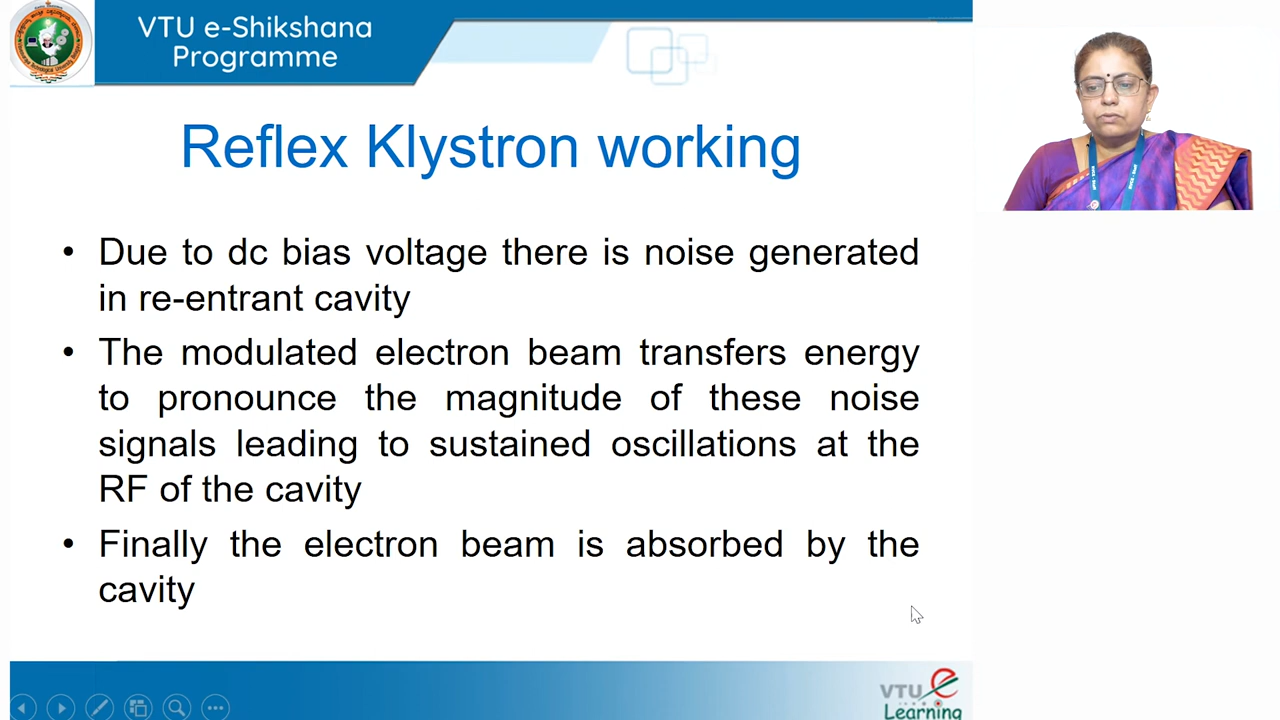 VTU e-Shikshana
Programme
Reflex Klystron working
• Due to dc bias voltage there is noise generated
in re-entrant cavity
• The modulated electron beam transfers energy
to pronounce the magnitude of these noise
signals leading to sustained oscillations at the
RF of the cavity
• Finally the electron beam is absorbed by the
cavity
VTU e
Learning